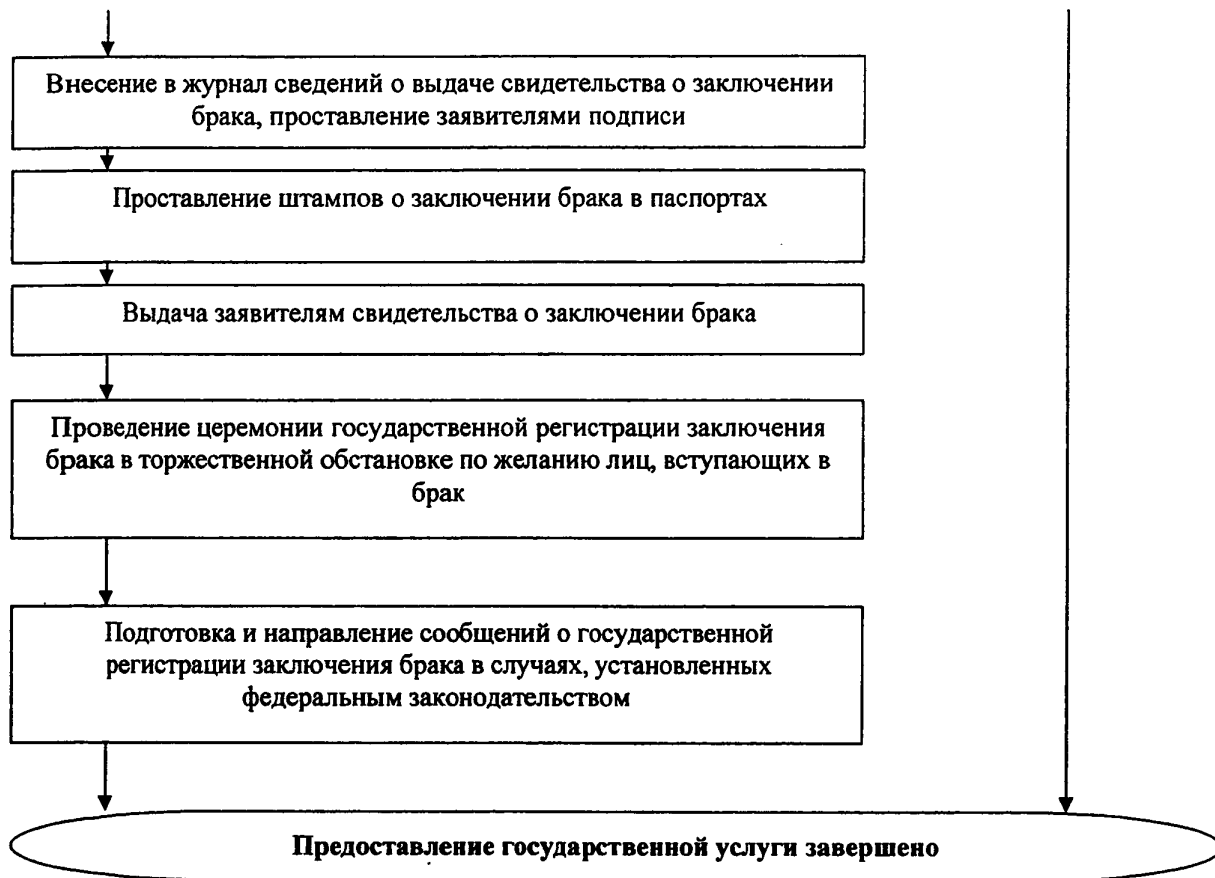 Внесение в журнал сведений о выдаче свидетельства о заключении
брака, проставление заявителями подписи
Проставление штампов о заключении брака в паспортах
Выдача заявителям свидетельства о заключении брака
Проведение церемонии государственной регистрации заключения
брака в торжественной обстановке по желанию лиц, вступающих в
брак
Подготовка и направление сообщений о государственной
регистрации заключения брака в случаях, установленных
федеральным законодательством
Предоставление государственной услуги завершено